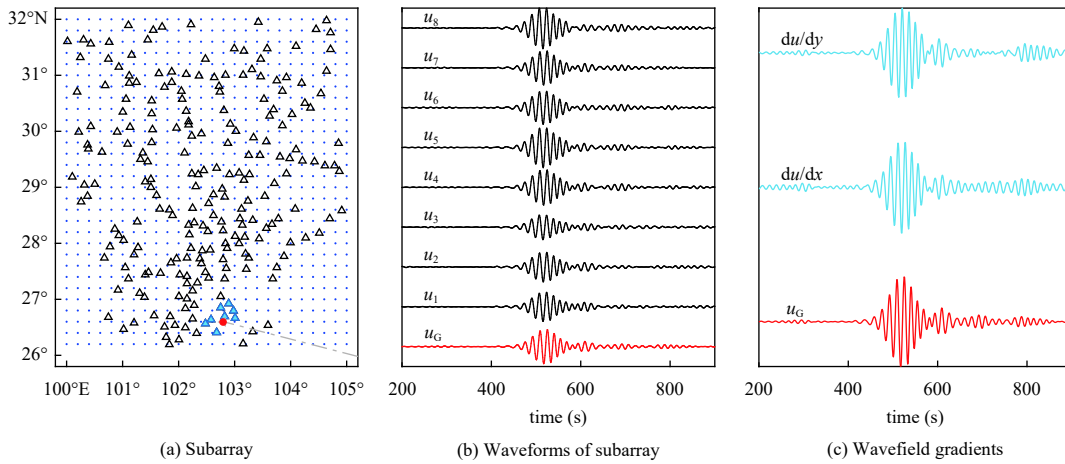 32°N
31°
30°
29°
28°
27°
26°
100°E 101° 102° 103° 104° 105°
(a) Subarray
u8
u7
u6
u5
u4
u3
u2
u1
uG
200 400 600 800
time (s)
(b) Waveforms of subarray
du/dy
du/dx
uG
200 400 600 800
time (s)
(c) Wavefield gradients